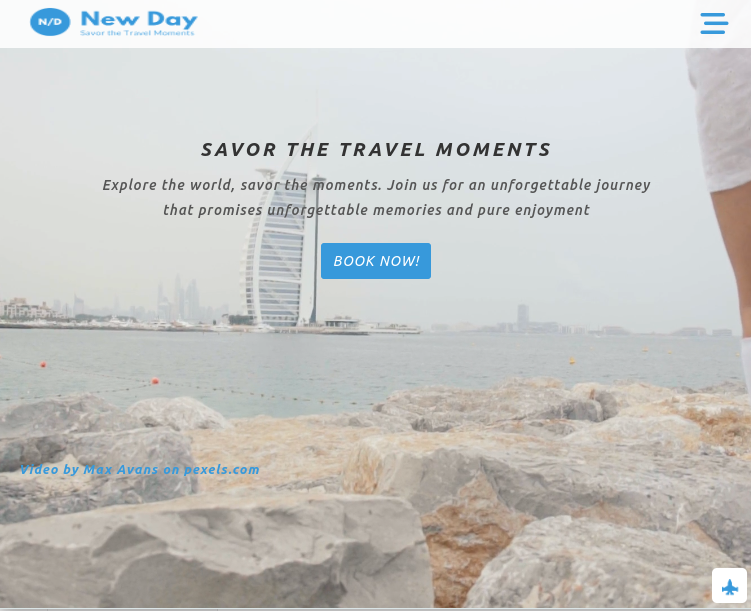 N/D
New Day
Savor the Travel Moments
SAVOR THE TRAVEL MOMENTS
Explore the world, savor the moments. Join us for an unforgettable journey
that promises unforgettable memories and pure enjoyment
BOOK NOW!
Video by Max Avans on pexels.com